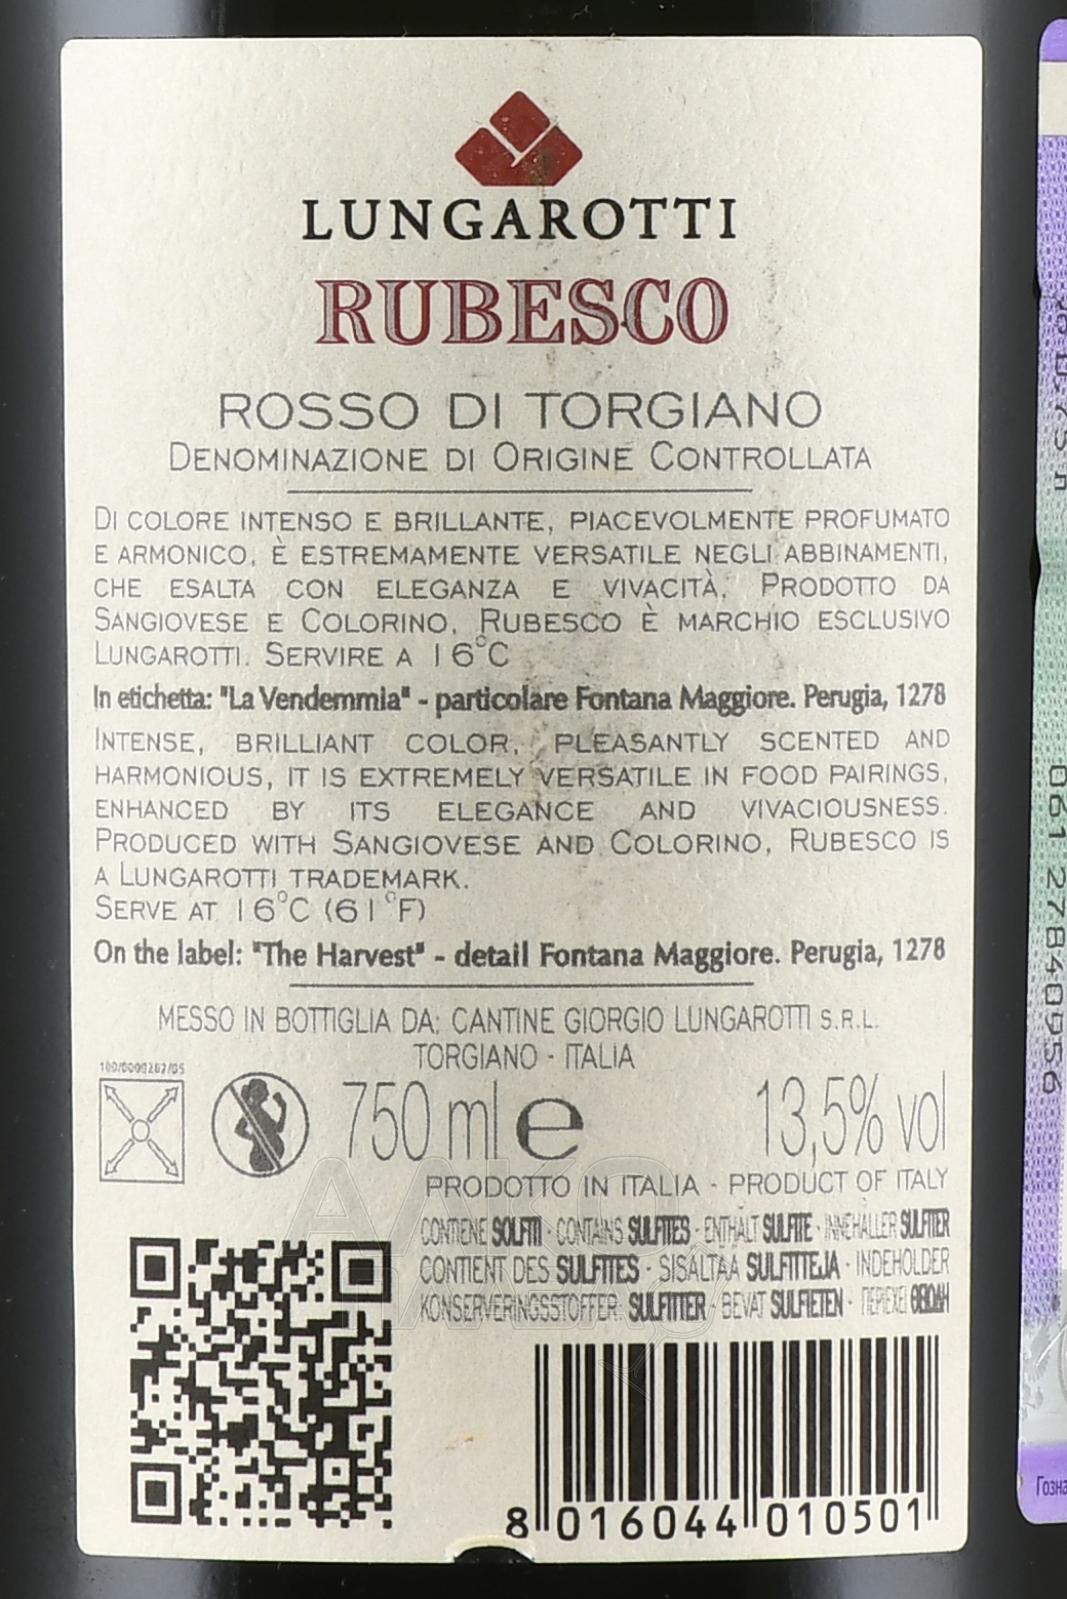 LUNGAROTTI
RUBESCO
ROSSO DI TORGIANO
DENOMINAZIONE DI ORIGINE CONTROLLATA
DI COLORE INTENSO E BRILLANTE, PIACEVOLMENTE PROFUMATO
E ARMONICO, È ESTREMAMENTE VERSATILE NEGLI ABBINAMENTI,
CHE ESALTA CON ELEGANZA E VIVACITÀ. PRODOTTO DA
SANGIOVESE E COLORINO, RUBESCO È MARCHIO ESCLUSIVO
LUNGAROTTI. SERVIRE A 16°C
In etichetta: "La Vendemmia" - particolare Fontana Maggiore. Perugia, 1278
INTENSE, BRILLIANT COLOR, PLEASANTLY SCENTED AND
HARMONIOUS, IT IS EXTREMELY VERSATILE IN FOOD PAIRINGS,
ENHANCED BY ITS ELEGANCE AND VIVACIOUSNESS.
PRODUCED WITH SANGIOVESE AND COLORINO, RUBESCO IS
A LUNGAROTTI TRADEMARK.
SERVE AT 16°C (61°F)
On the label: "The Harvest" - detail Fontana Maggiore. Perugia, 1278
MESSO IN BOTTIGLIA DA: CANTINE GIORGIO LUNGAROTTI S.R.L.
TORGIANO - ITALIA
750 ml e 13,5% vol
PRODOTTO IN ITALIA - PRODUCT OF ITALY
CONTIENE SOLFITI - CONTAINS SULFITES - ENTHÄLT SULFITE - INNEHÅLLER SULFITER
CONTIENT DES SULFITES - SISÄLTÄÄ SULFITTEJA - INDEHOLDER
KONSERVERINGSSTOFFER: SULFITTER - BEVAT SULFIETEN - ΠΕΡΙΕΧΕΙ
8 016044 010501
061 27840956